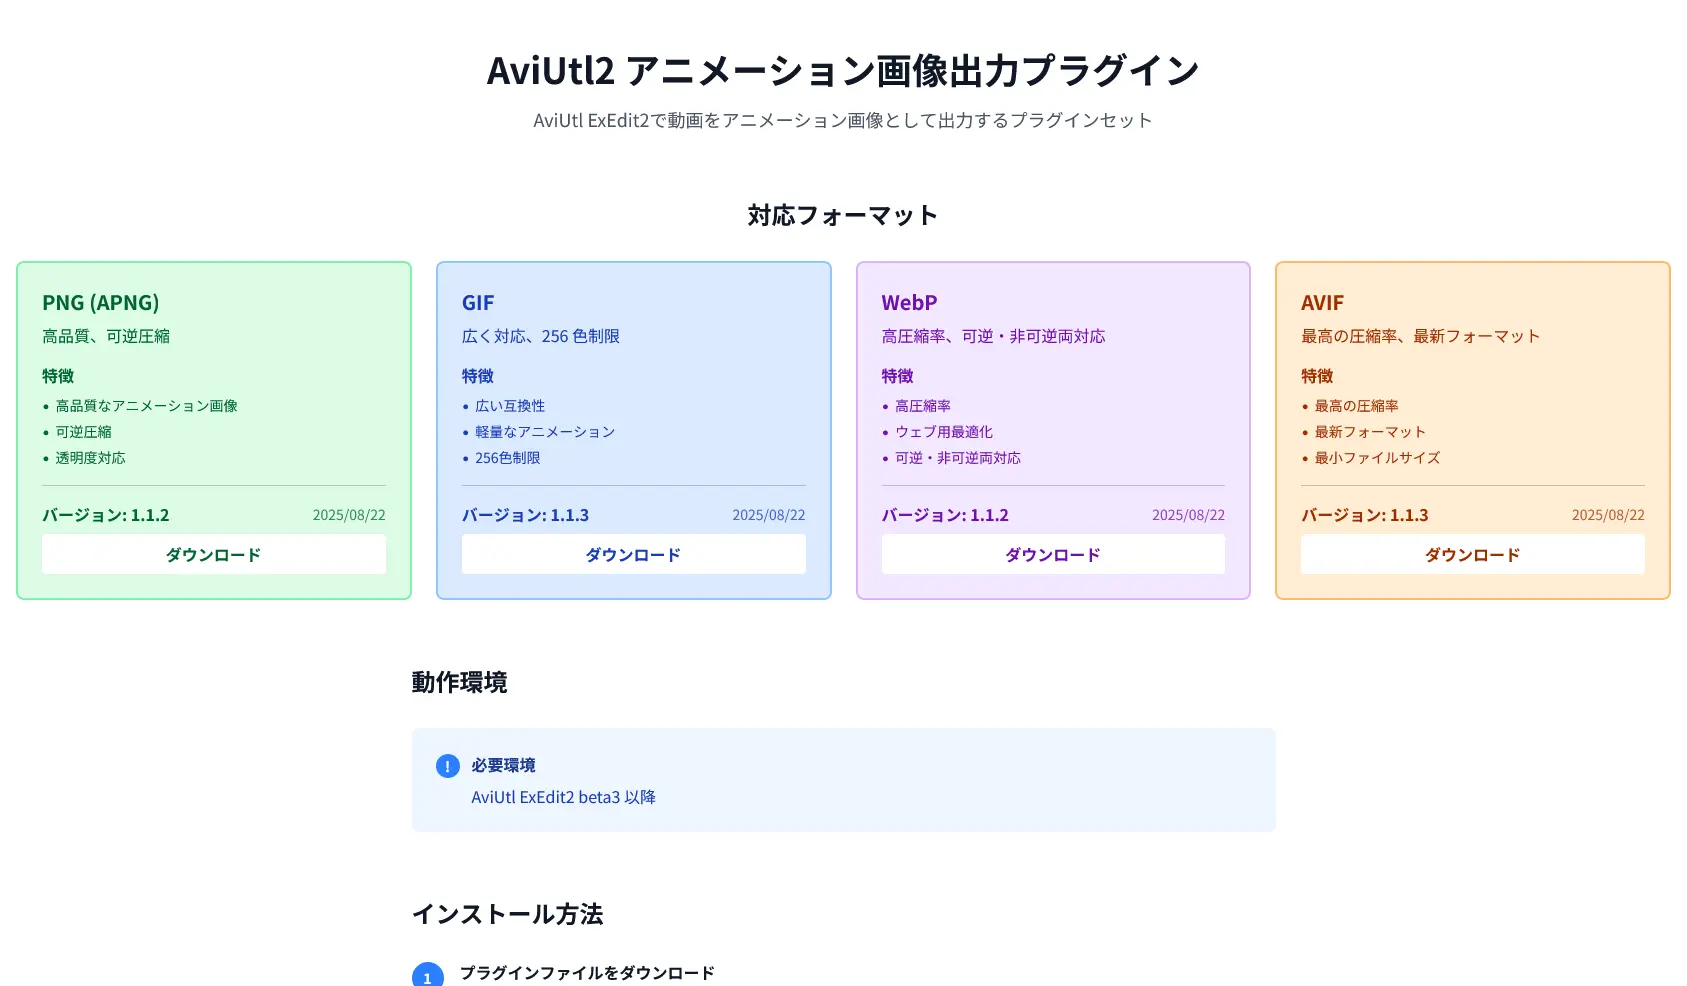 AviUtl2 アニメーション画像出力プラグイン
AviUtl ExEdit2で動画をアニメーション画像として出力するプラグインセット
対応フォーマット
PNG (APNG)
高品質、可逆圧縮
特徴
• 高品質なアニメーション画像
• 可逆圧縮
• 透明度対応
バージョン: 1.1.2 2025/08/22
ダウンロード
GIF
広く対応、256 色制限
特徴
• 広い互換性
• 軽量なアニメーション
• 256色制限
バージョン: 1.1.3 2025/08/22
ダウンロード
WebP
高圧縮率、可逆・非可逆両対応
特徴
• 高圧縮率
• ウェブ用最適化
• 可逆・非可逆両対応
バージョン: 1.1.2 2025/08/22
ダウンロード
AVIF
最高の圧縮率、最新フォーマット
特徴
• 最高の圧縮率
• 最新フォーマット
• 最小ファイルサイズ
バージョン: 1.1.3 2025/08/22
ダウンロード
動作環境
! 必要環境
AviUtl ExEdit2 beta3 以降
インストール方法
1 プラグインファイルをダウンロード